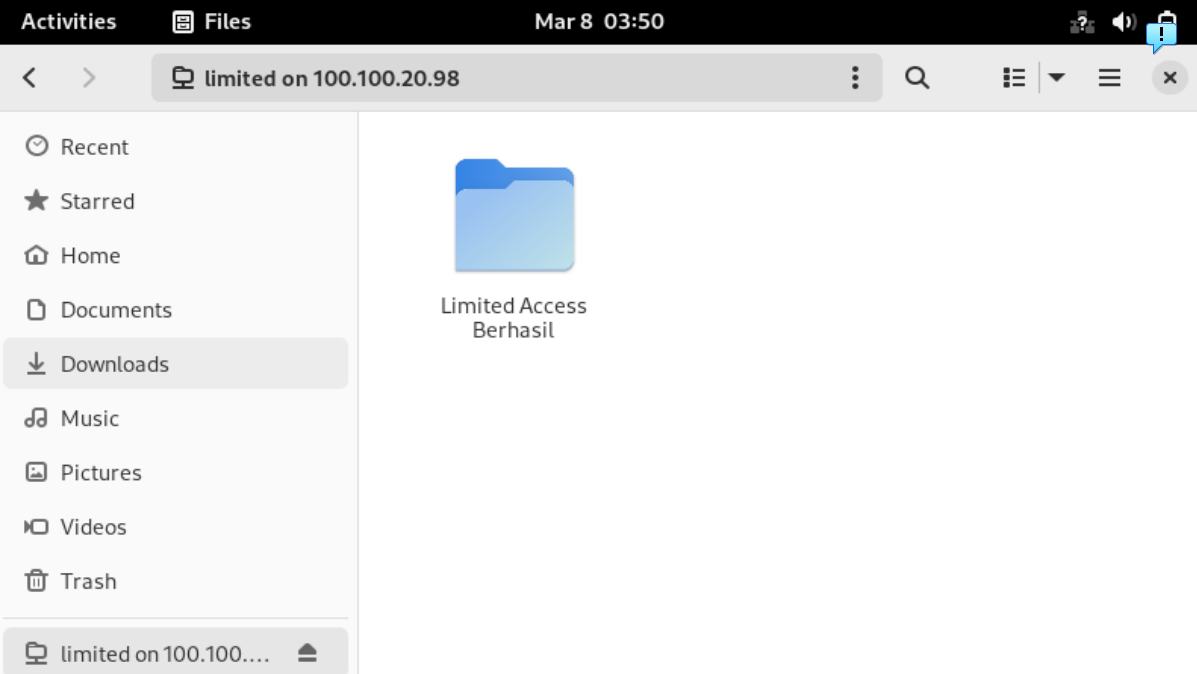 Activities Files Mar 8 03:50
limited on 100.100.20.98
Recent
Starred
Home
Documents
Downloads
Music
Pictures
Videos
Trash
limited on 100.100....
Limited Access
Berhasil